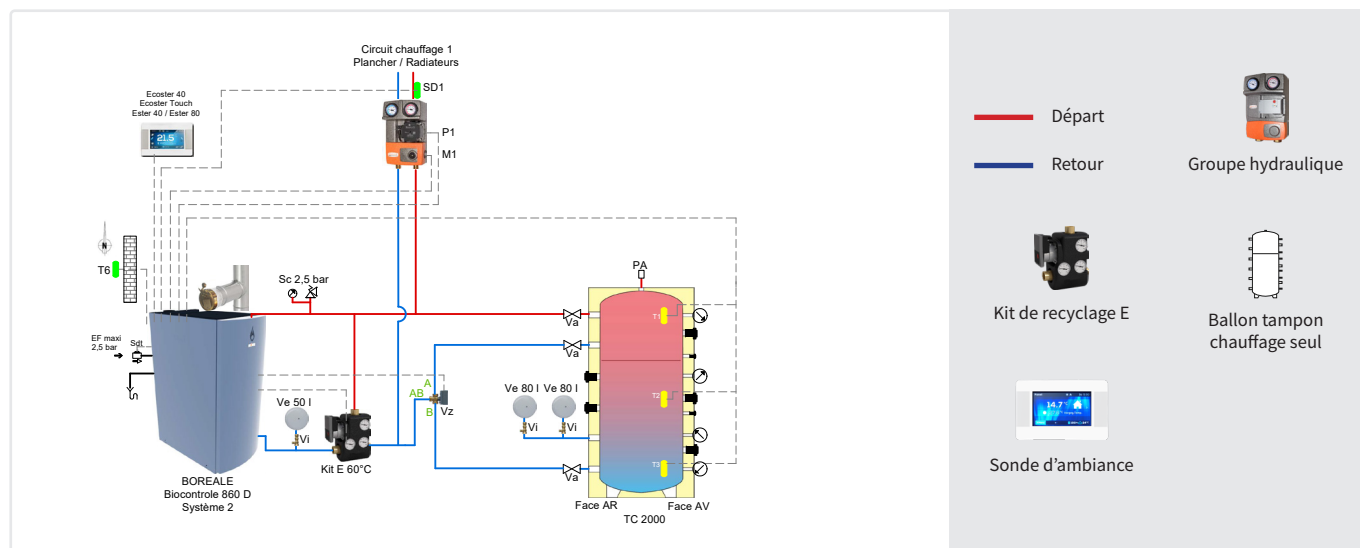 Circuit chauffage 1
Plancher / Radiateurs
SD1
Ecoster 40
Ecoster Touch
Ester 40 / Ester 80
21.5
P1
M1
N
T6
Sc 2,5 bar
PA
EF maxi
2,5 bar
Sdt
Va
T1
Va
A
AB
B
Vz
Ve 50 l
Vi
Ve 80 l
Ve 80 l
Vi
Vi
T2
T3
Va
Kit E 60°C
BOREALE
Biocontrole 860 D
Système 2
Face AR
Face AV
TC 2000
Départ
Retour
Groupe hydraulique
Kit de recyclage E
Ballon tampon
chauffage seul
14.7°
Sonde d’ambiance